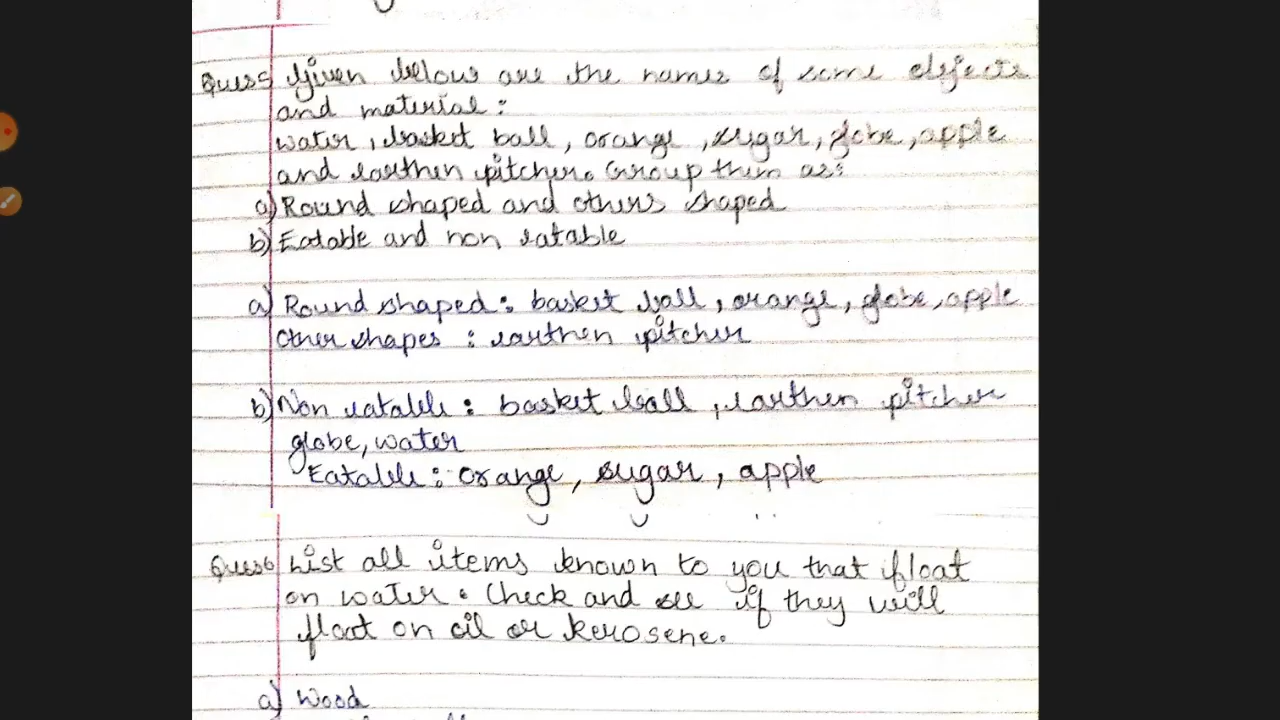 Ques5 Given below are the names of some objects
and material:
water, basket ball, orange, sugar, globe, apple
and earthen pitcher. Group them as:
a) Round shaped and others shaped
b) Eatable and non eatable
a) Round shaped: basket ball, orange, globe, apple
Other shapes: earthen pitcher
b) Non eatable: basket ball, earthen pitcher
globe, water
Eatable: orange, sugar, apple
Ques6 List all items known to you that float
on water. Check and see if they will
float on oil or kerosene.
a) Wood